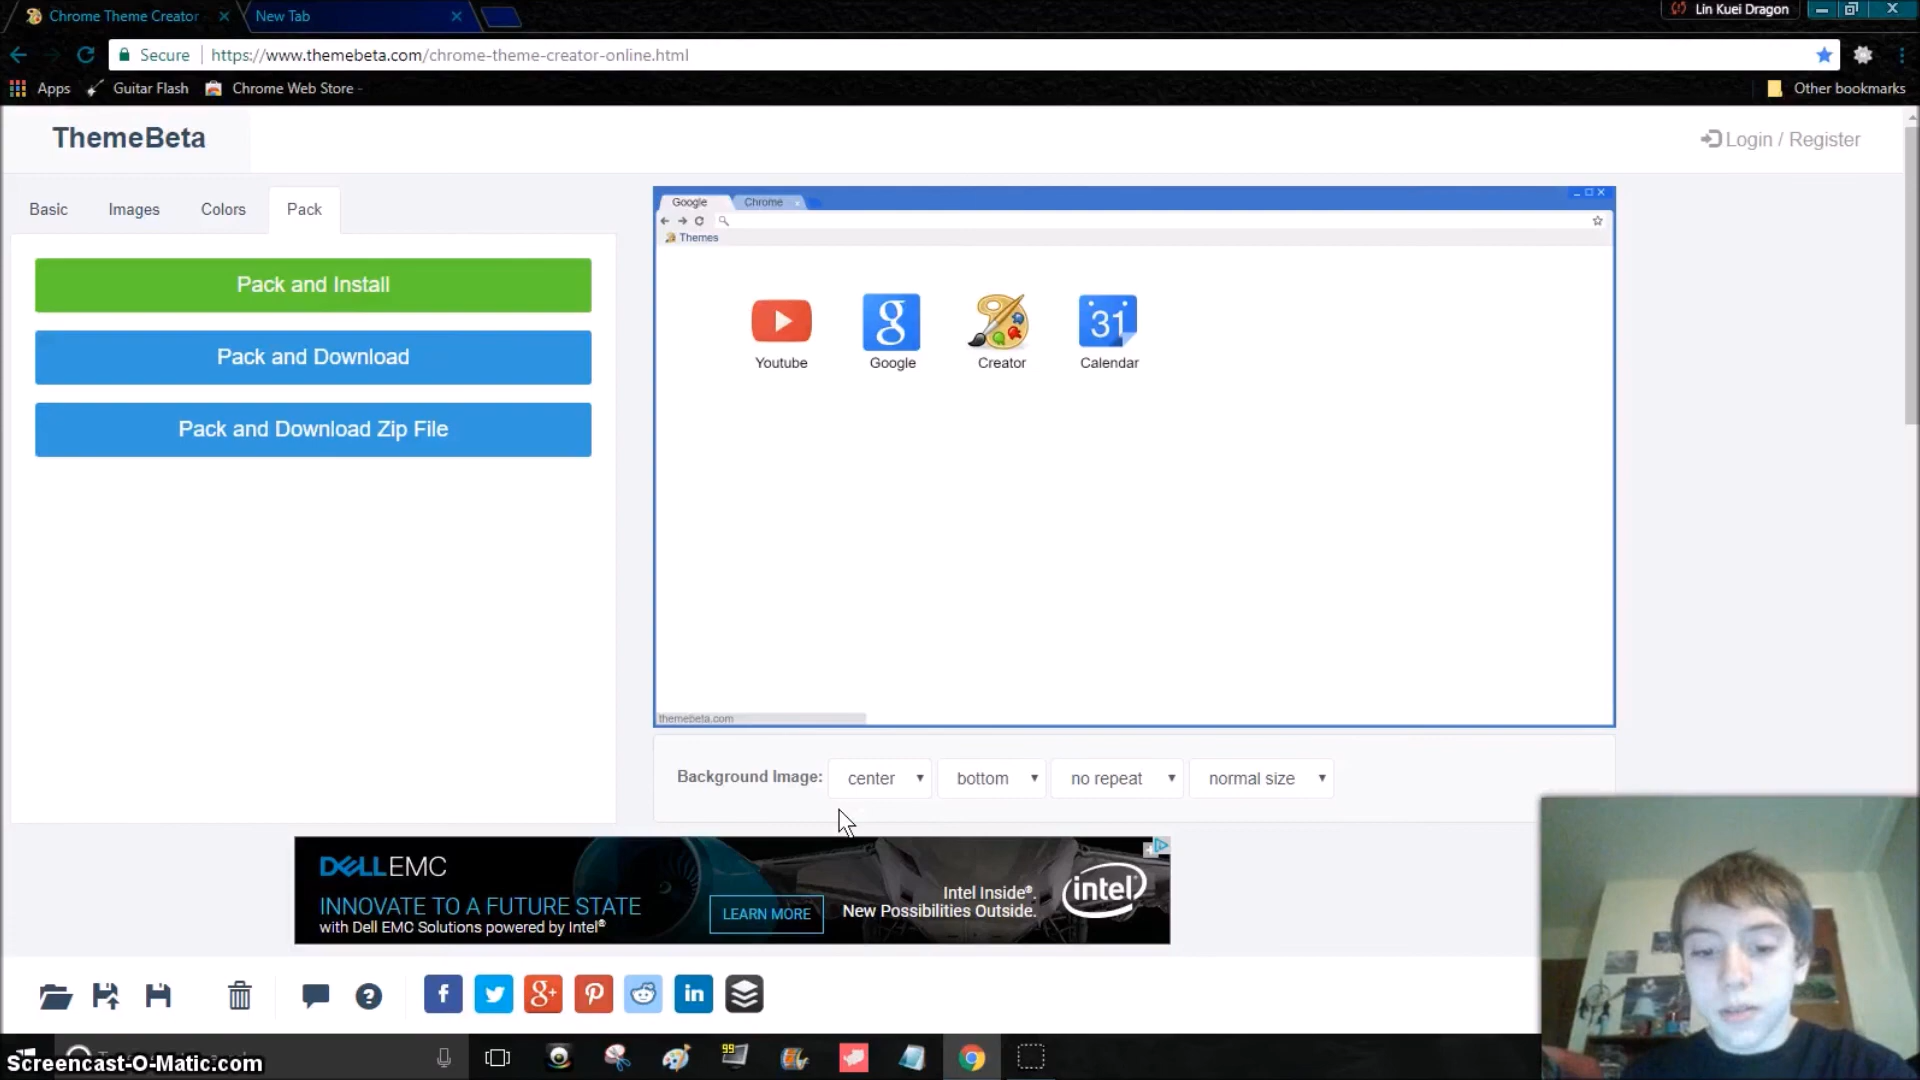 Chrome Theme Creator
New Tab
Lin Kuei Dragon
Secure
https://www.themebeta.com/chrome-theme-creator-online.html
Apps
Guitar Flash
Chrome Web Store -
Other bookmarks
ThemeBeta
Login / Register
Basic
Images
Colors
Pack
Pack and Install
Pack and Download
Pack and Download Zip File
Google
Chrome
Themes
31
Youtube
Google
Creator
Calendar
themebeta.com
Background Image:
center
bottom
no repeat
normal size
DELLEMC
INNOVATE TO A FUTURE STATE
with Dell EMC Solutions powered by Intel®
LEARN MORE
Intel Inside®.
New Possibilities Outside.
intel
99
Screencast-O-Matic.com